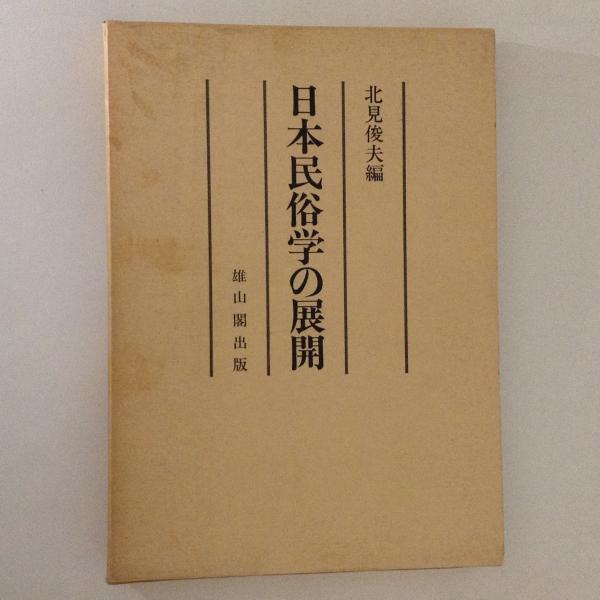 北見俊夫編
日本民俗学の展開
雄山閣出版